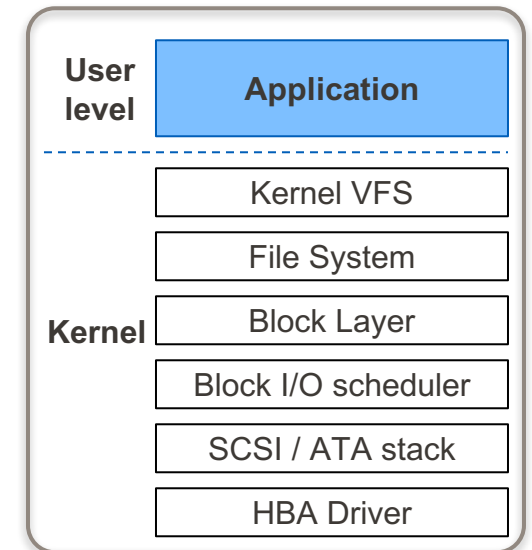 User
level
Application
Kernel VFS
File System
Kernel
Block Layer
Block I/O scheduler
SCSI / ATA stack
HBA Driver